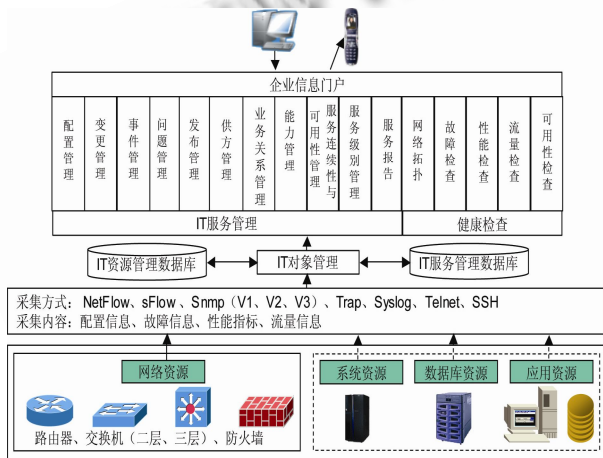 企业信息门户
配置管理
变更管理
事件管理
问题管理
发布管理
供方管理
业务关系管理
能力管理
可用性管理
服务连续性与
服务级别管理
服务报告
网络拓扑
故障检查
性能检查
流量检查
可用性检查
IT服务管理
健康检查
IT资源管理数据库
IT对象管理
IT服务管理数据库
采集方式: NetFlow、sFlow、Snmp（V1、V2、V3）、Trap、Syslog、Telnet、SSH
采集内容: 配置信息、故障信息、性能指标、流量信息
网络资源
系统资源
数据库资源
应用资源
路由器、交换机（二层、三层）、防火墙